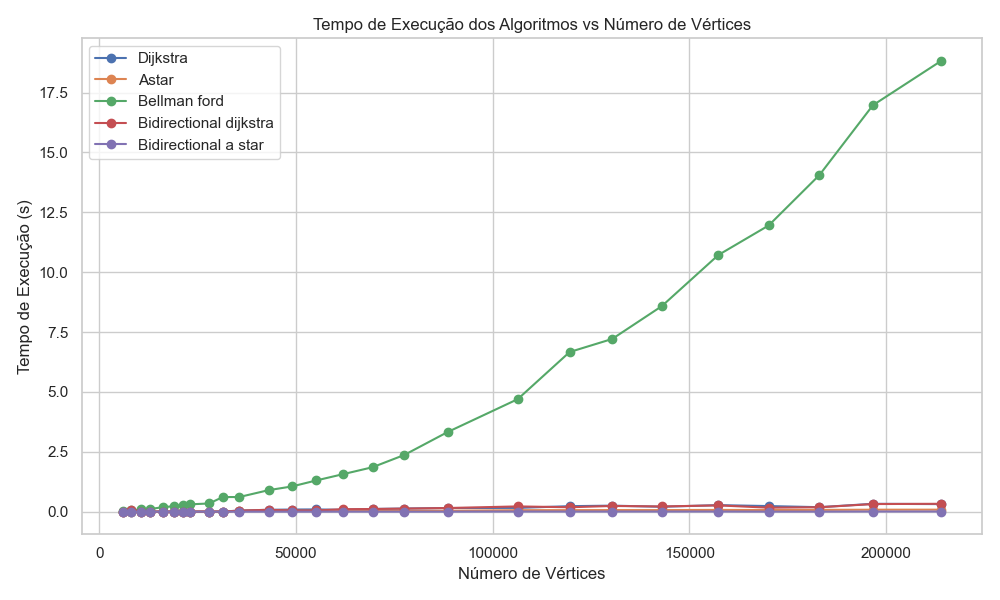 Tempo de Execução dos Algoritmos vs Número de Vértices
Dijkstra
Astar
Bellman ford
Bidirectional dijkstra
Bidirectional a star
Tempo de Execução (s)
17.5
15.0
12.5
10.0
7.5
5.0
2.5
0.0
0 50000 100000 150000 200000
Número de Vértices